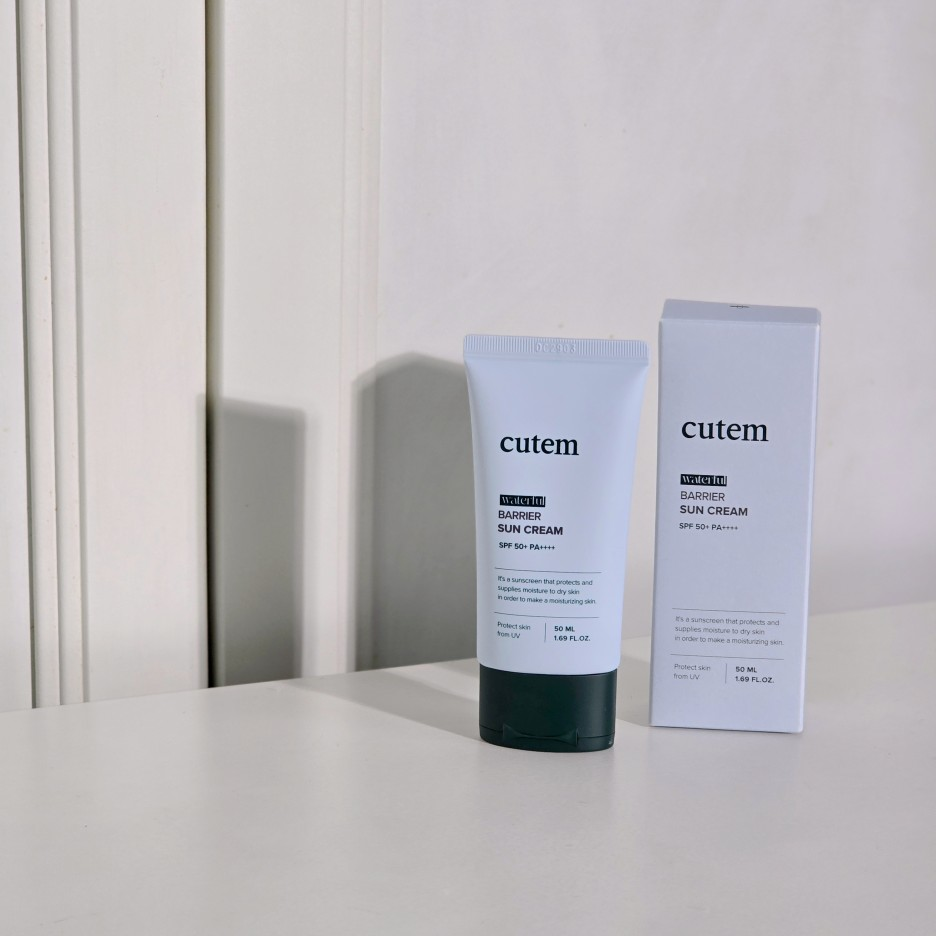 cutem
waterful
BARRIER
SUN CREAM
SPF 50+ PA++++
It's a sunscreen that protects and
supplies moisture to dry skin
in order to make a moisturizing skin.
Protect skin
from UV
50 ML
1.69 FL.OZ.
cutem
waterful
BARRIER
SUN CREAM
SPF 50+ PA++++
It's a sunscreen that protects and
supplies moisture to dry skin
in order to make a moisturizing skin.
Protect skin
from UV
50 ML
1.69 FL.OZ.